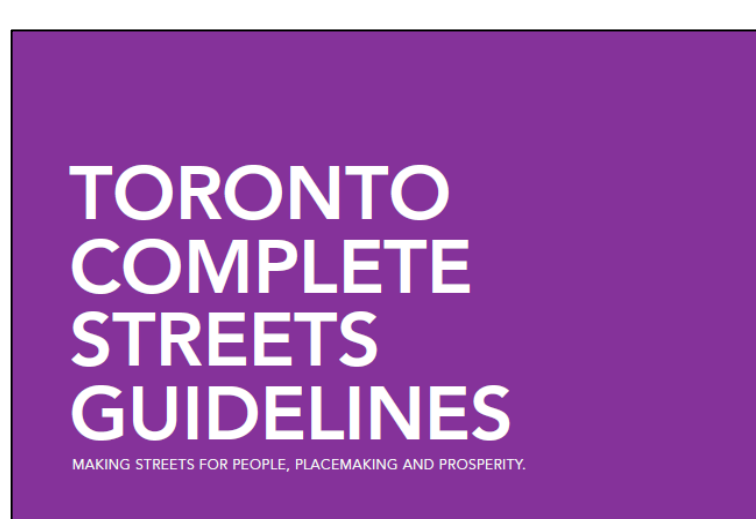 TORONTO
COMPLETE
STREETS
GUIDELINES
MAKING STREETS FOR PEOPLE, PLACEMAKING AND PROSPERITY.